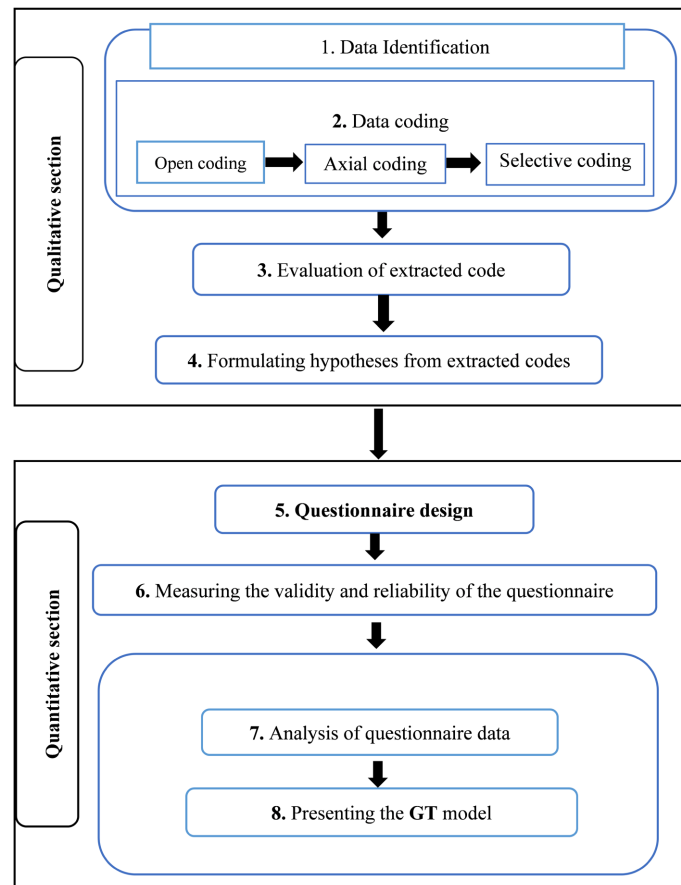 1. Data Identification
2. Data coding
Open coding
Axial coding
Selective coding
3. Evaluation of extracted code
4. Formulating hypotheses from extracted codes
Qualitative section
5. Questionnaire design
6. Measuring the validity and reliability of the questionnaire
7. Analysis of questionnaire data
8. Presenting the GT model
Quantitative section